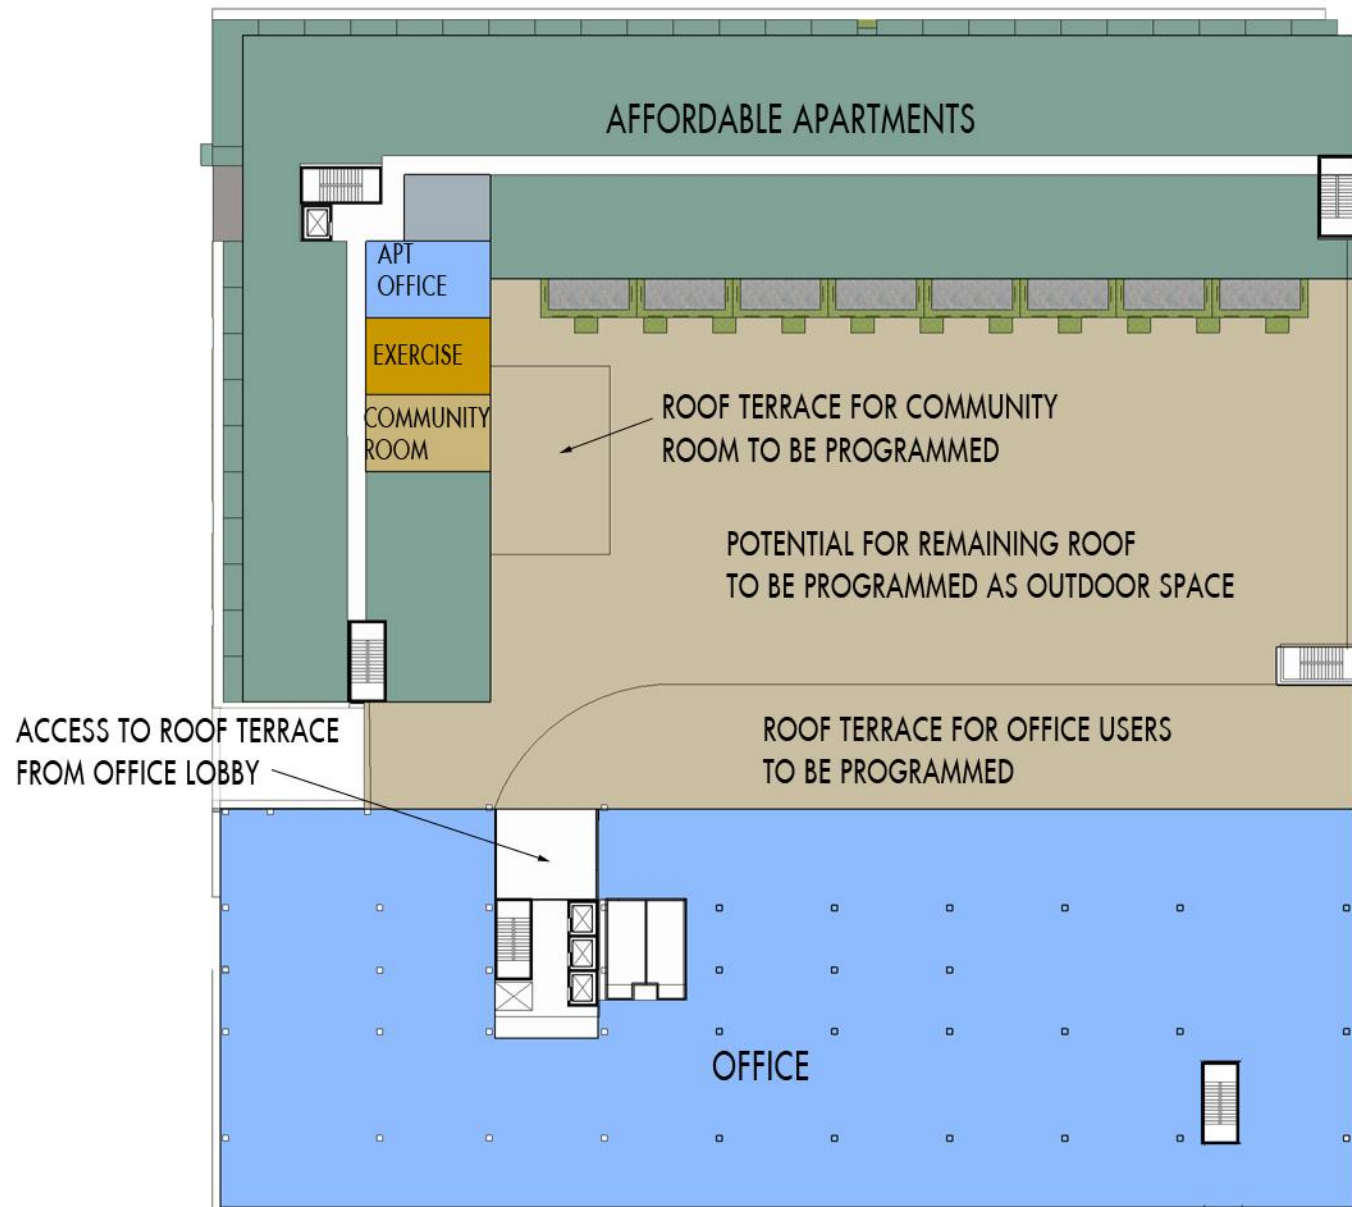 AFFORDABLE APARTMENTS
APT
OFFICE
EXERCISE
COMMUNITY
ROOM
ROOF TERRACE FOR COMMUNITY
ROOM TO BE PROGRAMMED
POTENTIAL FOR REMAINING ROOF
TO BE PROGRAMMED AS OUTDOOR SPACE
ACCESS TO ROOF TERRACE
FROM OFFICE LOBBY
ROOF TERRACE FOR OFFICE USERS
TO BE PROGRAMMED
OFFICE